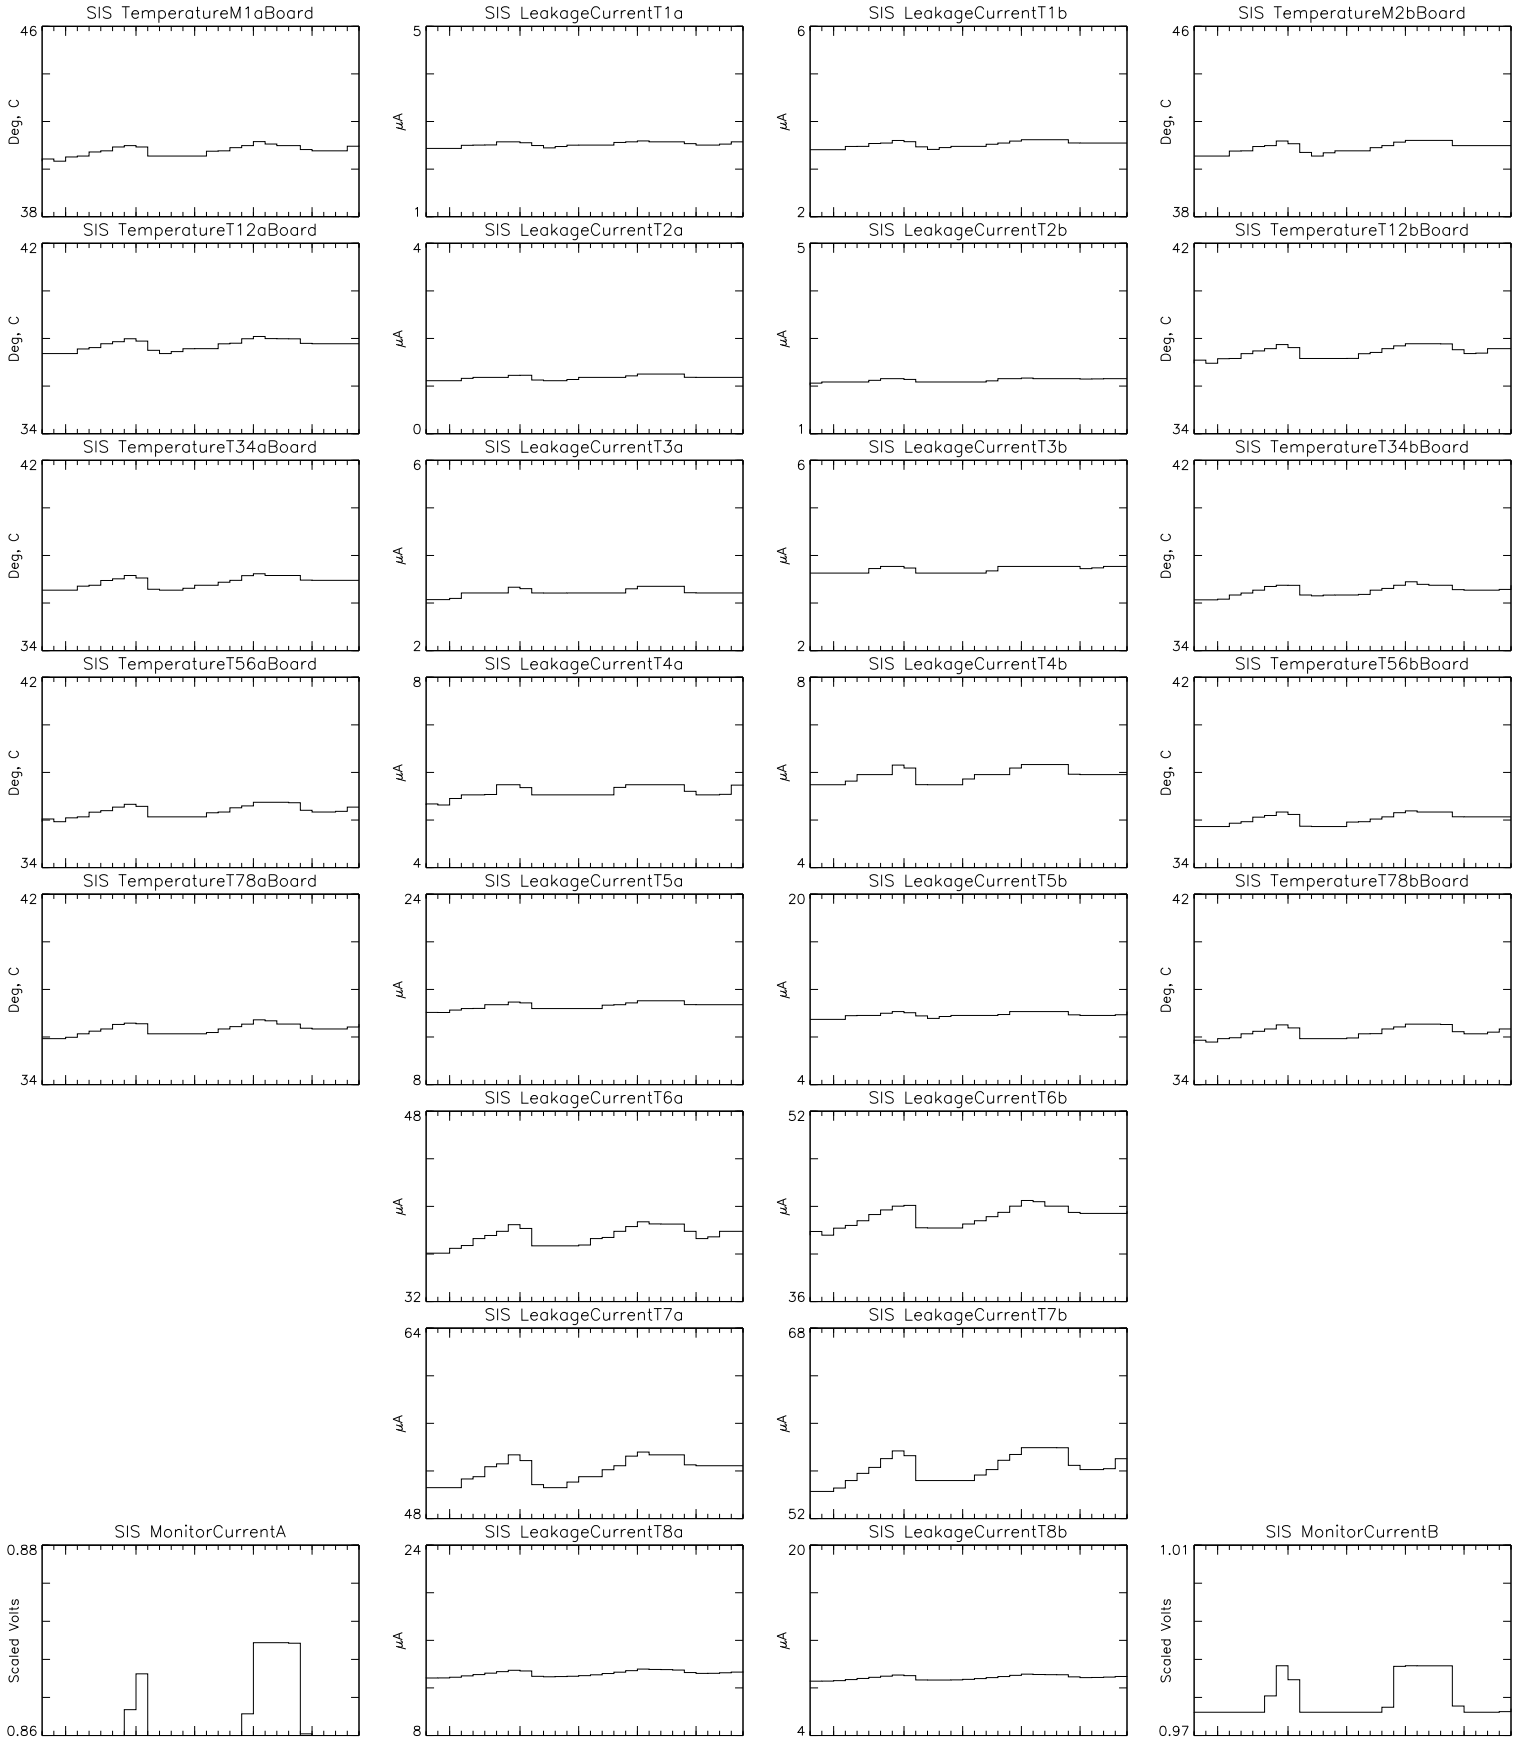 SIS TemperatureM1aBoard
46
Deg, C
38
SIS LeakageCurrentT1a
5
μA
1
SIS LeakageCurrentT1b
6
μA
2
SIS TemperatureM2bBoard
46
Deg, C
38
SIS TemperatureT12aBoard
42
Deg, C
34
SIS LeakageCurrentT2a
4
μA
0
SIS LeakageCurrentT2b
5
μA
1
SIS TemperatureT12bBoard
42
Deg, C
34
SIS TemperatureT34aBoard
42
Deg, C
34
SIS LeakageCurrentT3a
6
μA
2
SIS LeakageCurrentT3b
6
μA
2
SIS TemperatureT34bBoard
42
Deg, C
34
SIS TemperatureT56aBoard
42
Deg, C
34
SIS LeakageCurrentT4a
8
μA
4
SIS LeakageCurrentT4b
8
μA
4
SIS TemperatureT56bBoard
42
Deg, C
34
SIS TemperatureT78aBoard
42
Deg, C
34
SIS LeakageCurrentT5a
24
μA
8
SIS LeakageCurrentT5b
20
μA
4
SIS TemperatureT78bBoard
42
Deg, C
34
SIS LeakageCurrentT6a
48
μA
32
SIS LeakageCurrentT6b
52
μA
36
SIS LeakageCurrentT7a
64
μA
48
SIS LeakageCurrentT7b
68
μA
52
SIS MonitorCurrentA
0.88
Scaled Volts
0.86
SIS LeakageCurrentT8a
24
μA
8
SIS LeakageCurrentT8b
20
μA
4
SIS MonitorCurrentB
1.01
Scaled Volts
0.97